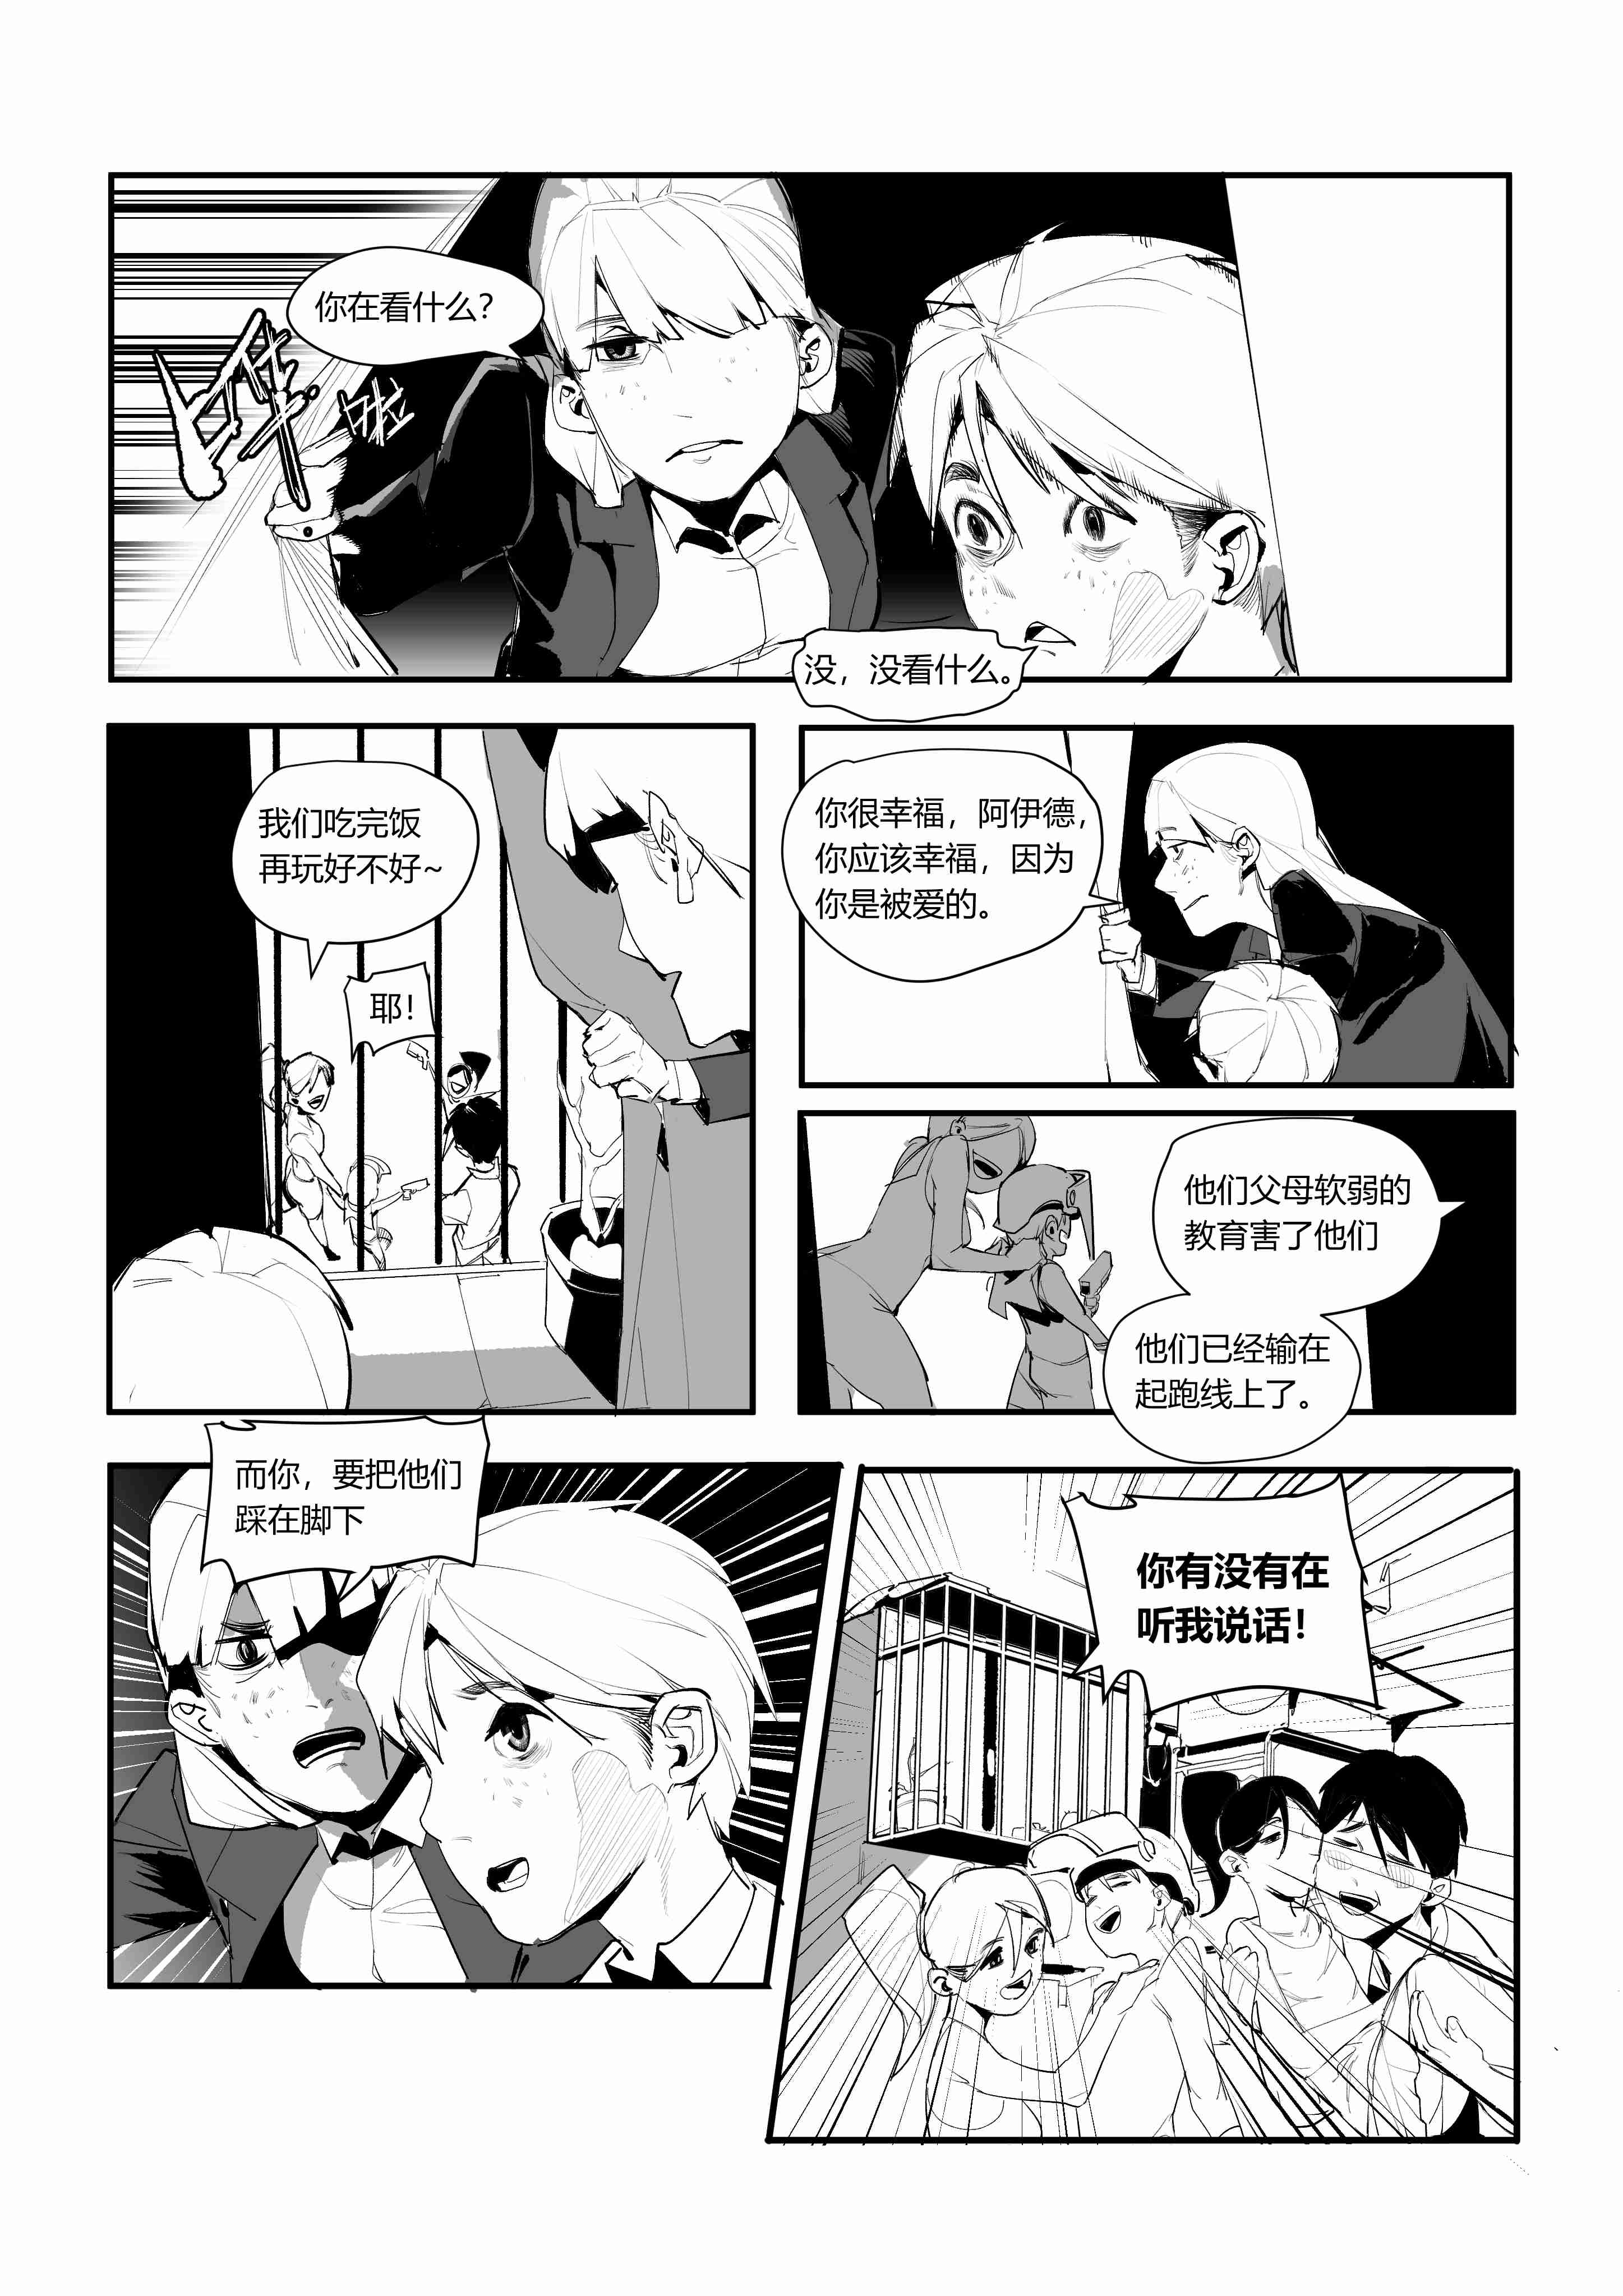 你在看什么？
啦
没，没看什么。
我们吃完饭
再玩好不好~
耶！
你很幸福，阿伊德，
你应该幸福，因为
你是被爱的。
他们父母软弱的
教育害了他们
他们已经输在
起跑线上了。
而你，要把他们
踩在脚下
你有没有在
听我说话！